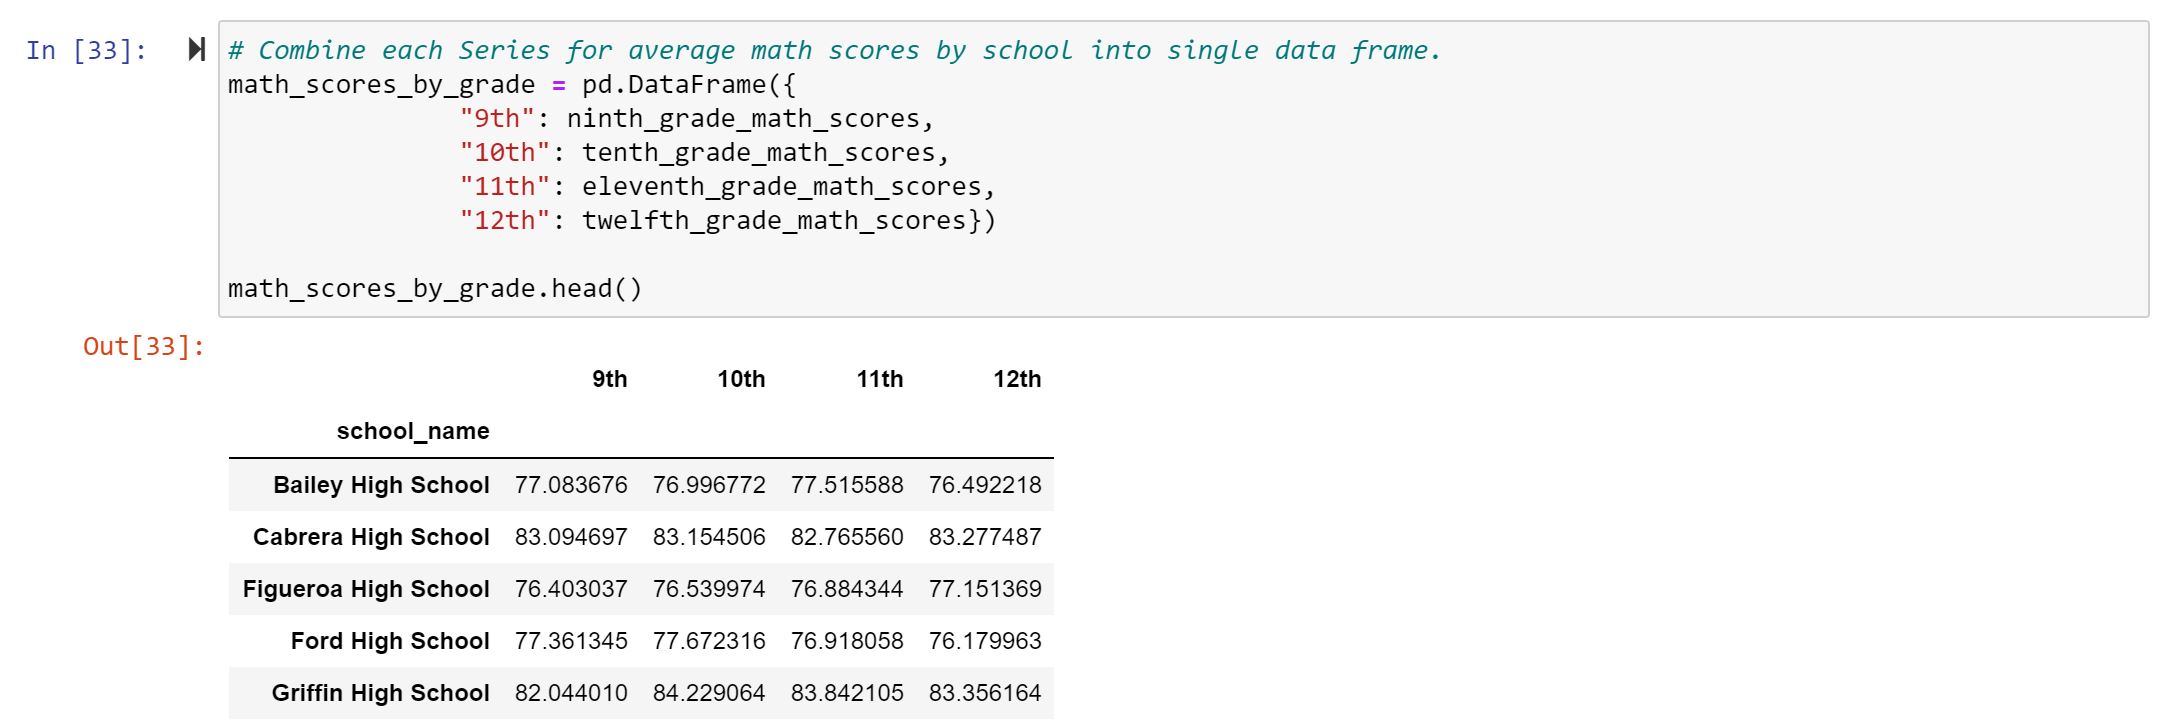 In [33]:
# Combine each Series for average math scores by school into single data frame.
math_scores_by_grade = pd.DataFrame({
"9th": ninth_grade_math_scores,
"10th": tenth_grade_math_scores,
"11th": eleventh_grade_math_scores,
"12th": twelfth_grade_math_scores})
math_scores_by_grade.head()
Out[33]:
9th 10th 11th 12th
school_name
Bailey High School 77.083676 76.996772 77.515588 76.492218
Cabrera High School 83.094697 83.154506 82.765560 83.277487
Figueroa High School 76.403037 76.539974 76.884344 77.151369
Ford High School 77.361345 77.672316 76.918058 76.179963
Griffin High School 82.044010 84.229064 83.842105 83.356164